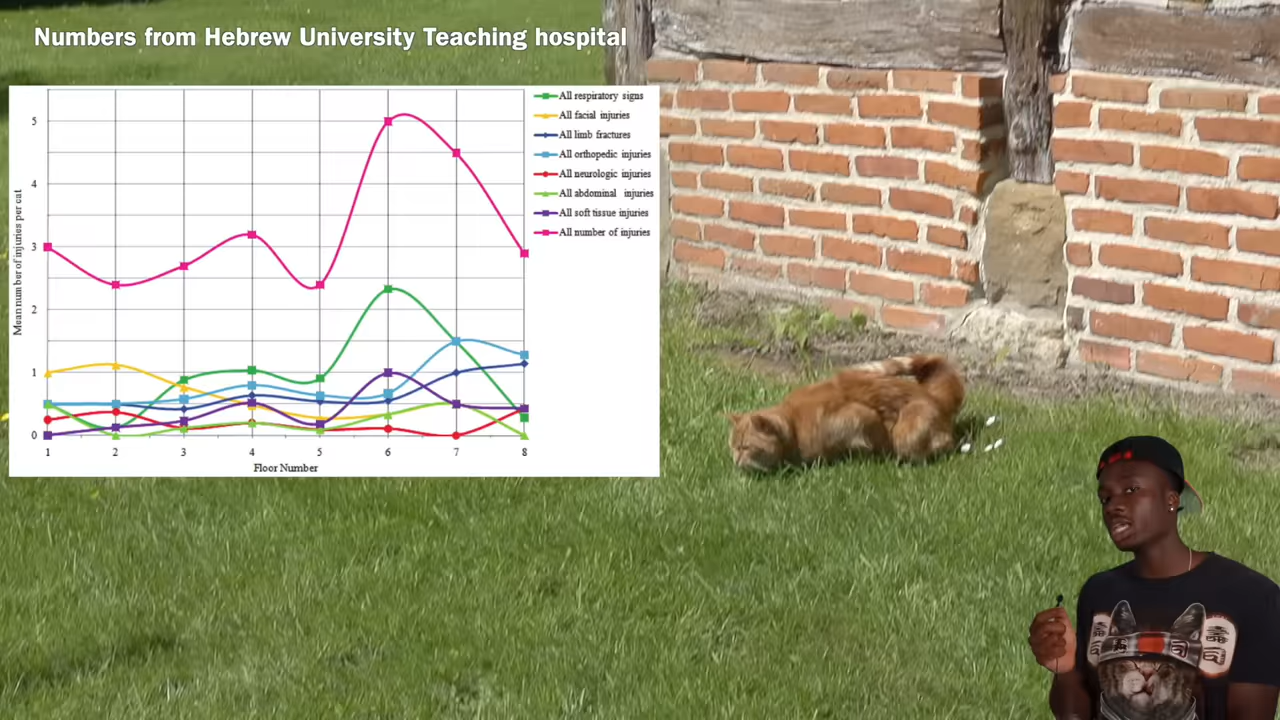 Numbers from Hebrew University Teaching hospital
All respiratory signs
All facial injuries
All limb fractures
All orthopedic injuries
All neurologic injuries
All abdominal injuries
All soft tissue injuries
All number of injuries
Mean number of injuries per cat
5
4
3
2
1
0
1 2 3 4 5 6 7 8
Floor Number